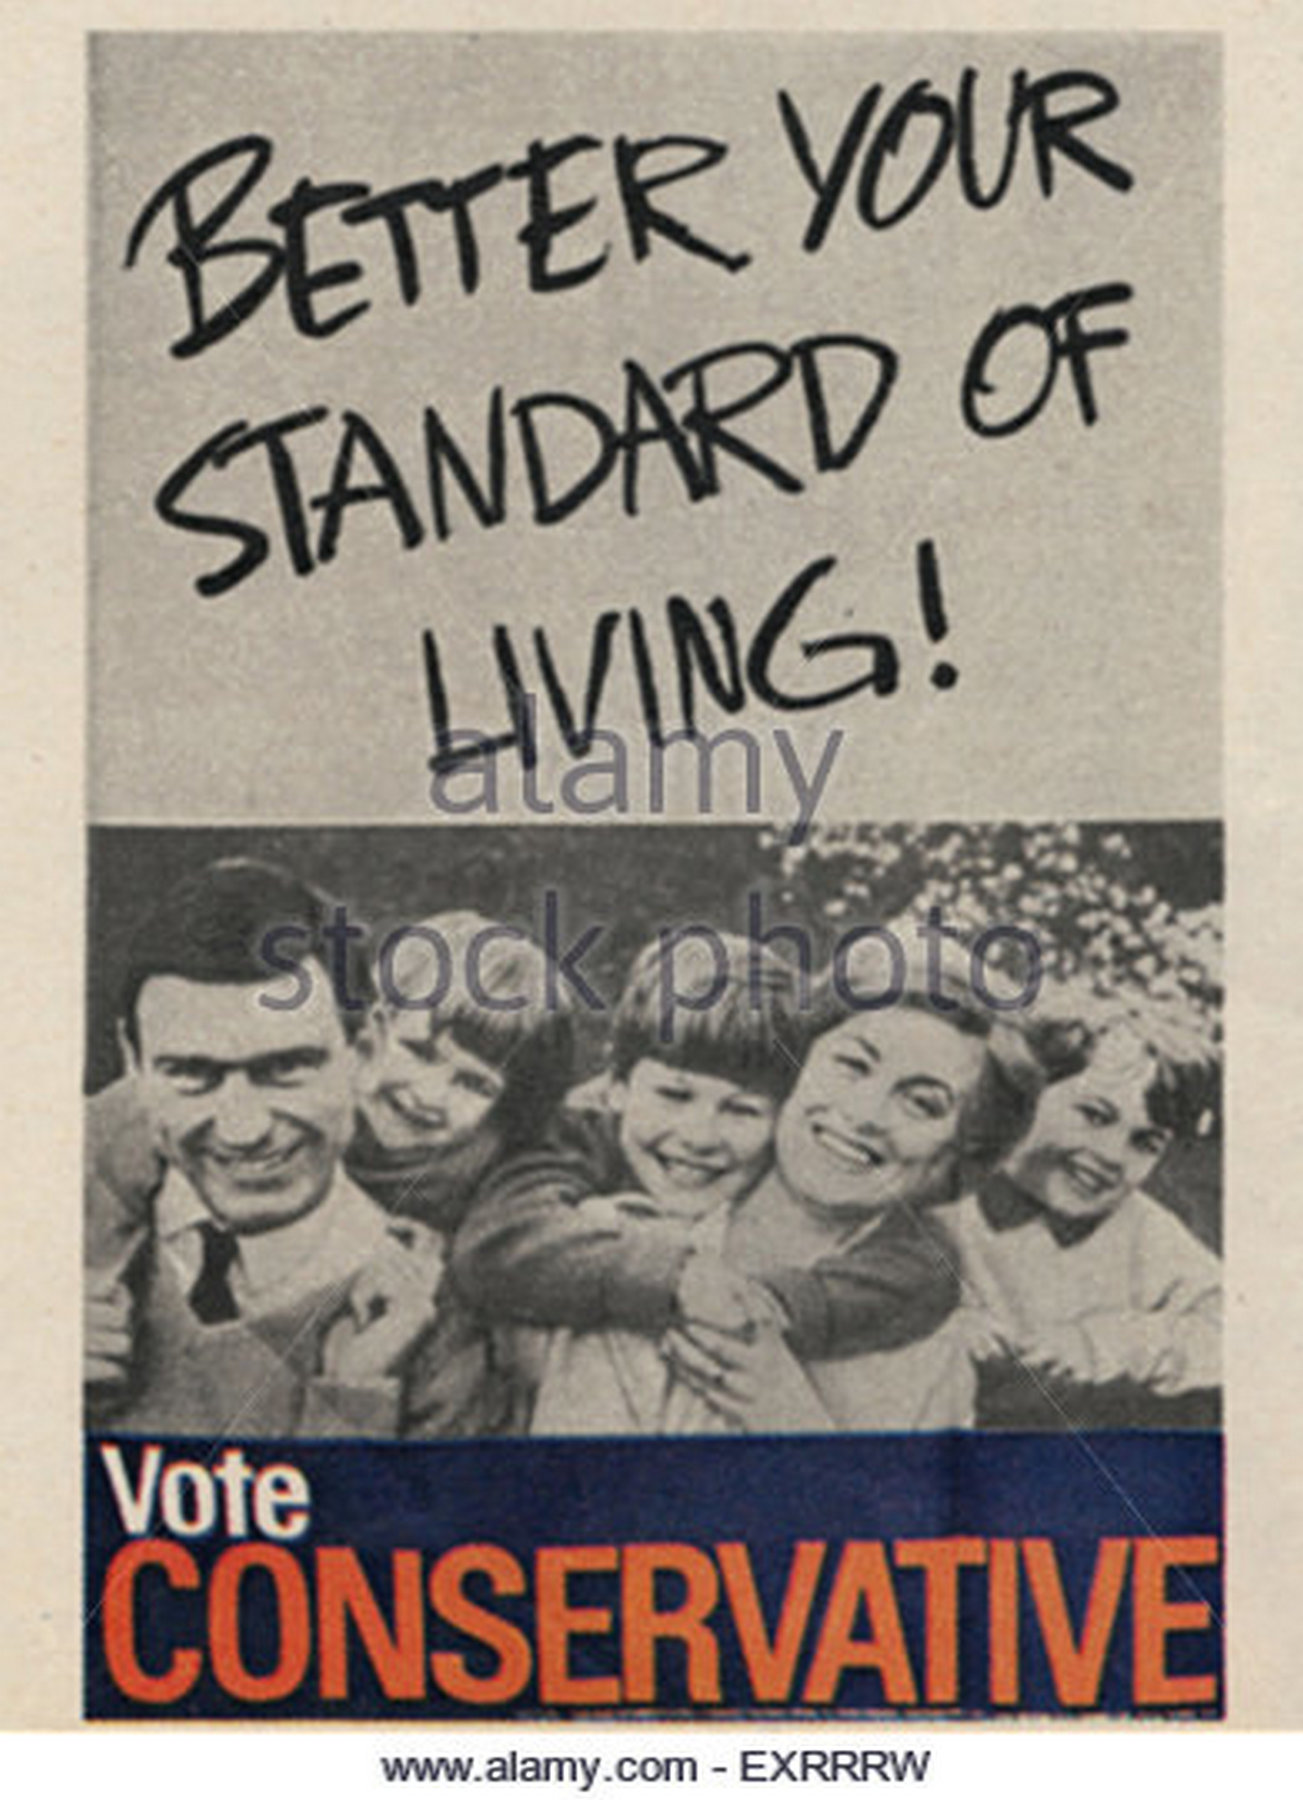 BETTER YOUR
STANDARD OF
LIVING!
alamy
stock photo
Vote
CONSERVATIVE
www.alamy.com - EXRRRW